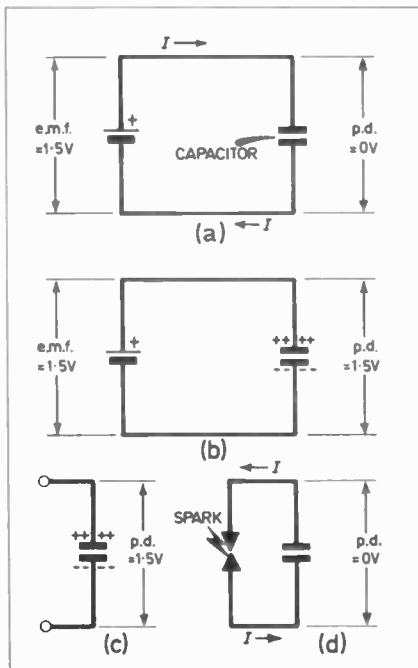 I →
e.m.f.
=1·5V
+
CAPACITOR
p.d.
=0V
← I
(a)
e.m.f.
=1·5V
+
++ ++
----
p.d.
=1·5V
(b)
++ ++
----
p.d.
=1·5V
(c)
← I
SPARK
p.d.
=0V
I →
(d)